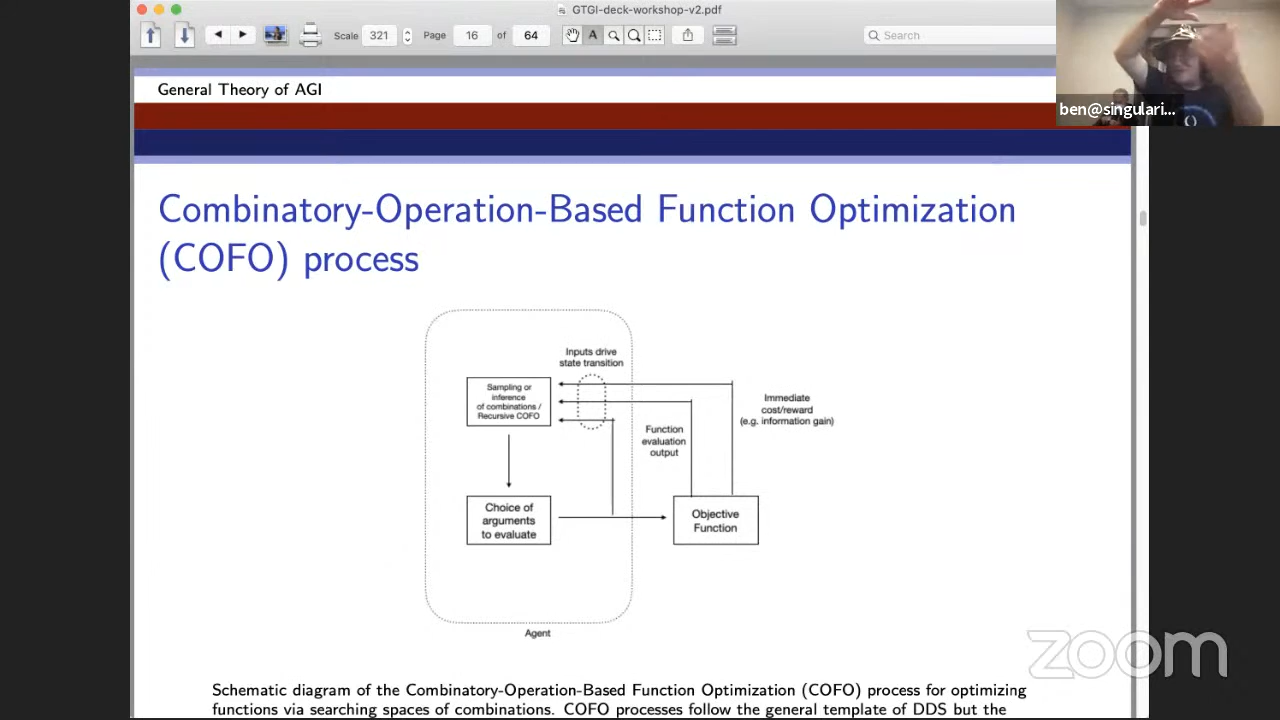 GTGI-deck-workshop-v2.pdf
Scale 321 Page 16 of 64 A Search
ben@singulari...
General Theory of AGI
Combinatory-Operation-Based Function Optimization
(COFO) process
Inputs drive
state transition
Sampling or
inference
of combinations /
Recursive COFO
Immediate
cost/reward
(e.g. information gain)
Function
evaluation
output
Choice of
arguments
to evaluate
Objective
Function
Agent
zoom
Schematic diagram of the Combinatory-Operation-Based Function Optimization (COFO) process for optimizing
functions via searching spaces of combinations. COFO processes follow the general template of DDS but the